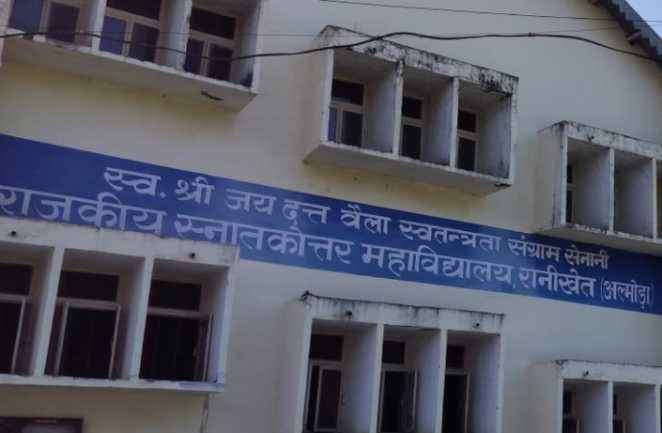 स्व. श्री जय दत्त वैला स्वतन्त्रता संग्राम सेनानी
राजकीय स्नातकोत्तर महाविद्यालय, रानीखेत (अल्मोड़ा)